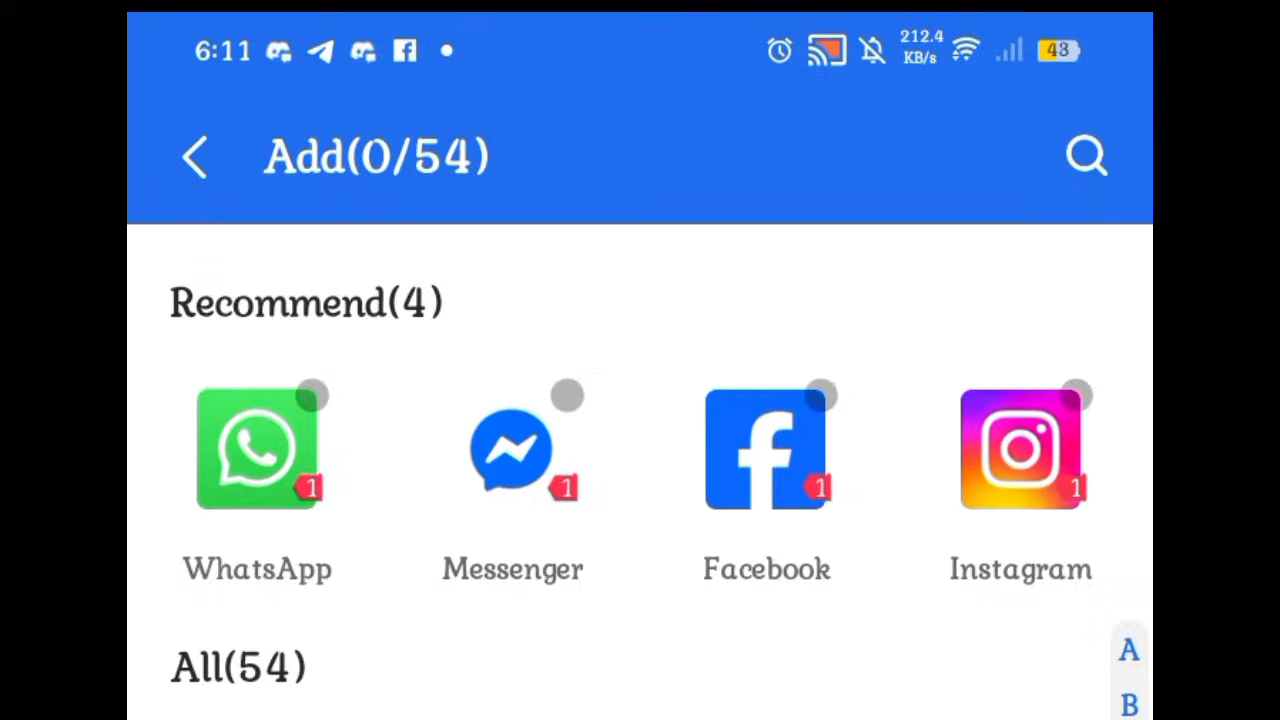 6:11
212.4
KB/s
43
Add(0/54)
Recommend(4)
1 1 1 1
WhatsApp Messenger Facebook Instagram
All(54)
A
B